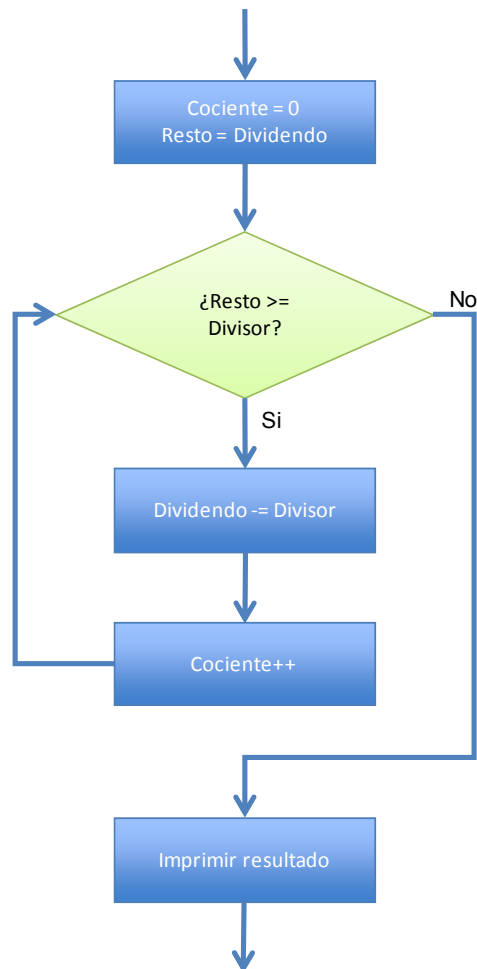 Cociente = 0
Resto = Dividendo
¿Resto >=
Divisor?
No
Si
Dividendo -= Divisor
Cociente++
Imprimir resultado